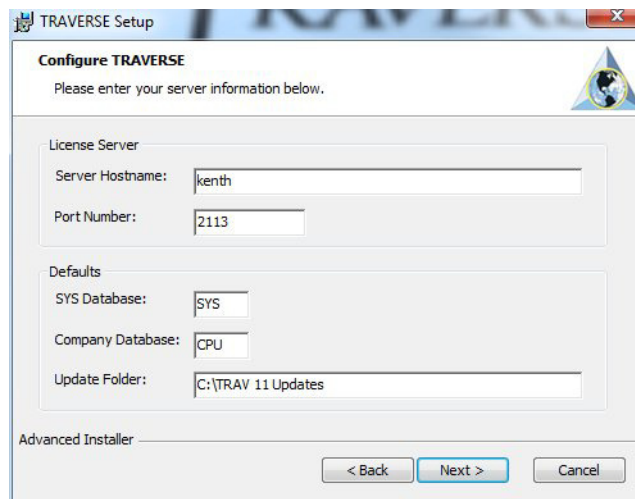 TRAVERSE Setup
Configure TRAVERSE
Please enter your server information below.
License Server
Server Hostname: kenth
Port Number: 2113
Defaults
SYS Database: SYS
Company Database: CPU
Update Folder: C:\TRAV 11 Updates
Advanced Installer
< Back Next > Cancel